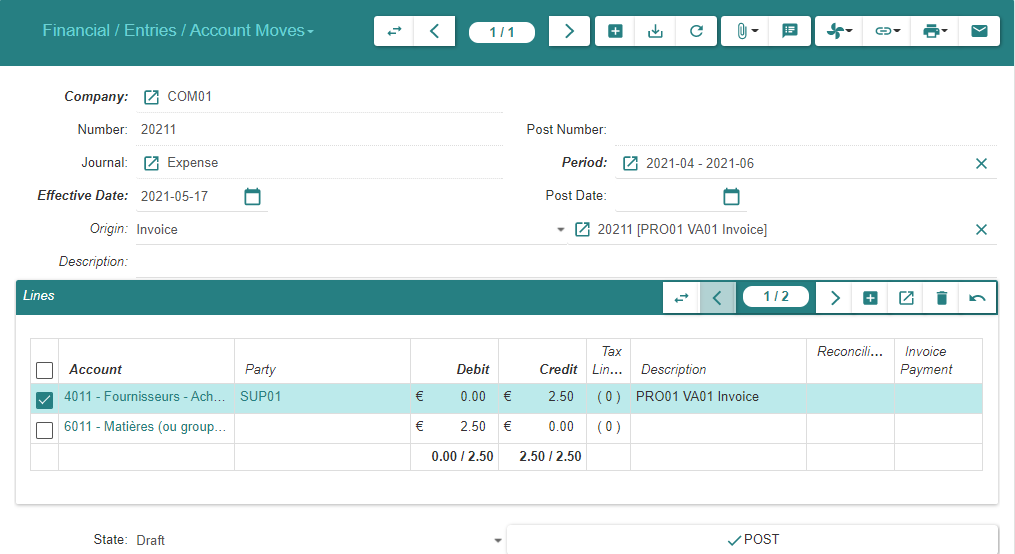 Financial / Entries / Account Moves
1 / 1
Company: COM01
Number: 20211
Post Number:
Journal: Expense
Period: 2021-04 - 2021-06
Effective Date: 2021-05-17
Post Date:
Origin: Invoice
20211 [PRO01 VA01 Invoice]
Description:
Lines
1 / 2
Account Party Debit Credit Tax Lin... Description Reconcili... Invoice Payment
4011 - Fournisseurs - Ach... SUP01 € 0.00 € 2.50 ( 0 ) PRO01 VA01 Invoice
6011 - Matières (ou group... € 2.50 € 0.00 ( 0 )
0.00 / 2.50 2.50 / 2.50
State: Draft
POST